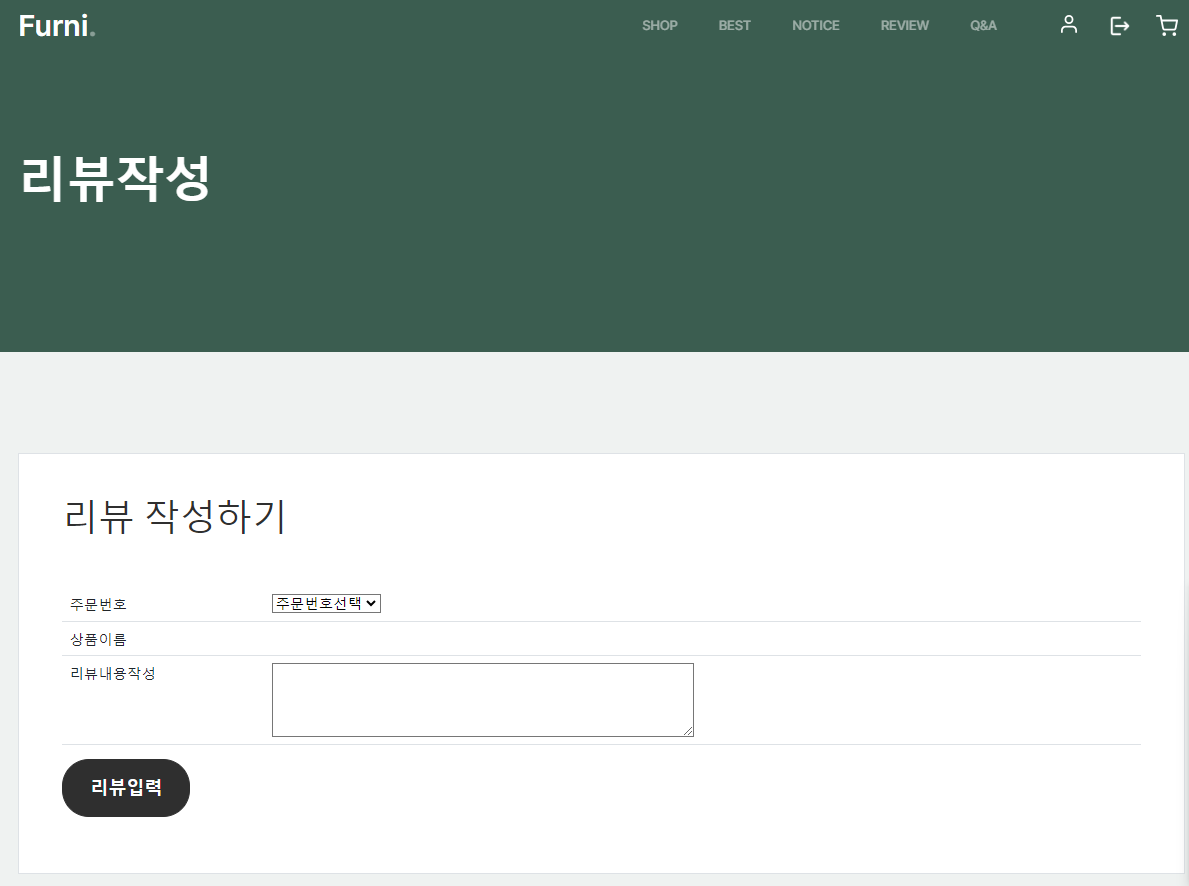 Furni.
SHOP BEST NOTICE REVIEW Q&A
리뷰작성
리뷰 작성하기
주문번호 주문번호선택
상품이름
리뷰내용작성
리뷰입력